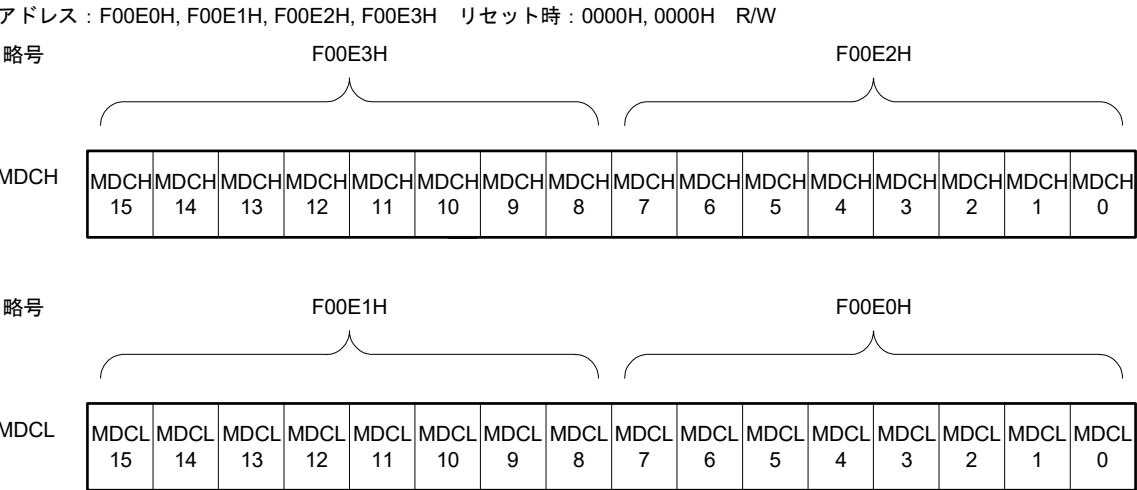 アドレス：F00E0H, F00E1H, F00E2H, F00E3H リセット時：0000H, 0000H R/W
略号 F00E3H F00E2H
MDCH MDCH MDCH MDCH MDCH MDCH MDCH MDCH MDCH MDCH MDCH MDCH MDCH MDCH MDCH MDCH MDCH
15 14 13 12 11 10 9 8 7 6 5 4 3 2 1 0
略号 F00E1H F00E0H
MDCL MDCL MDCL MDCL MDCL MDCL MDCL MDCL MDCL MDCL MDCL MDCL MDCL MDCL MDCL MDCL MDCL
15 14 13 12 11 10 9 8 7 6 5 4 3 2 1 0